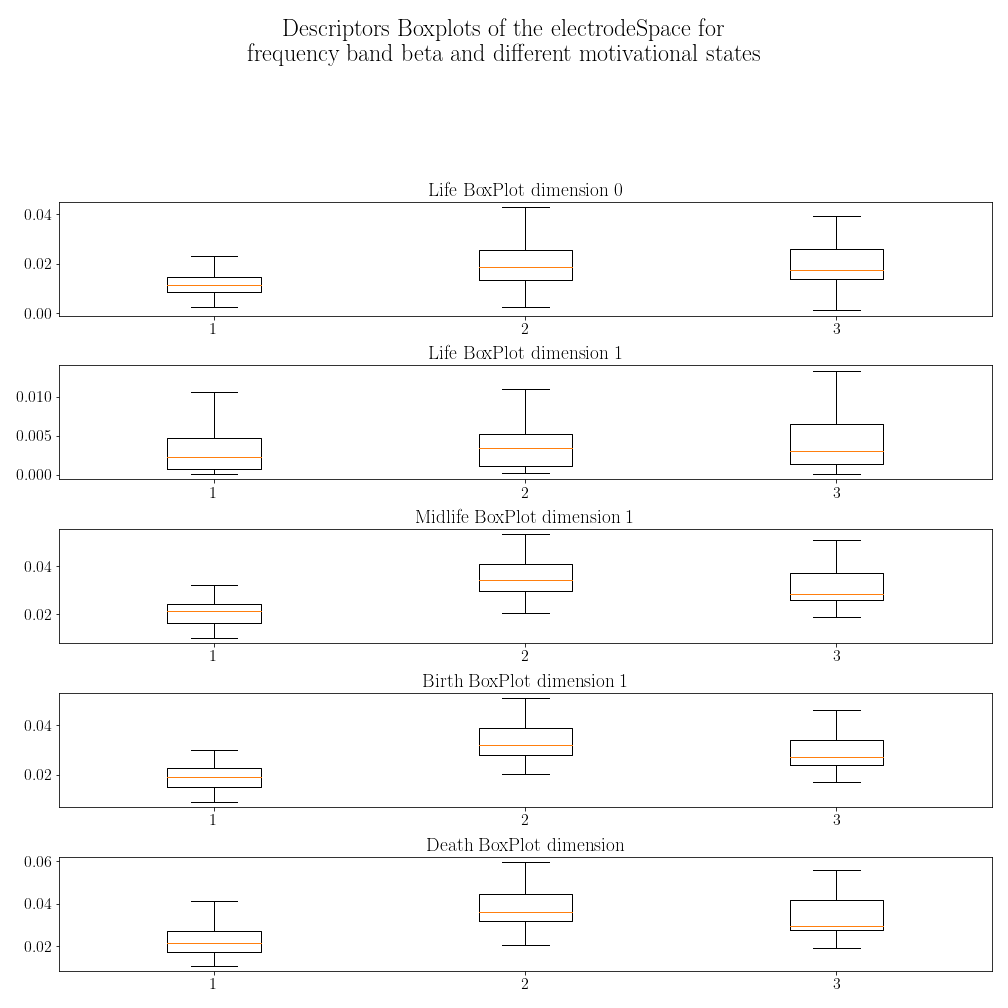 Descriptors Boxplots of the electrodeSpace for
frequency band beta and different motivational states
Life BoxPlot dimension 0
0.04
0.02
0.00
1 2 3
Life BoxPlot dimension 1
0.010
0.005
0.000
1 2 3
Midlife BoxPlot dimension 1
0.04
0.02
1 2 3
Birth BoxPlot dimension 1
0.04
0.02
1 2 3
Death BoxPlot dimension
0.06
0.04
0.02
1 2 3